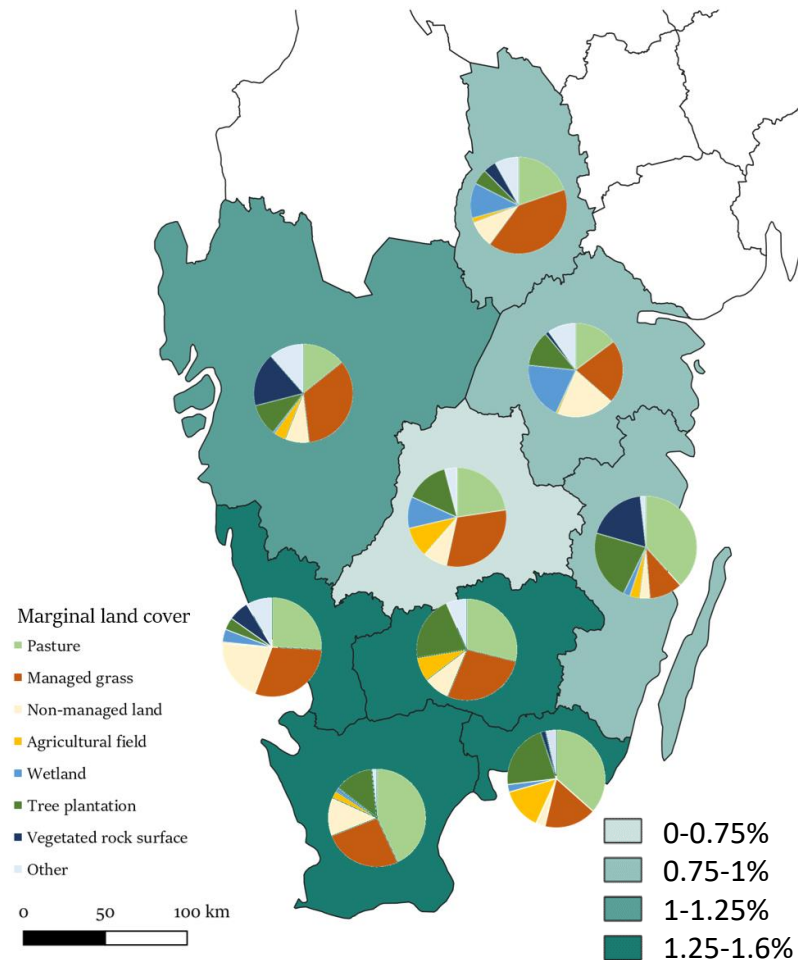 Marginal land cover
Pasture
Managed grass
Non-managed land
Agricultural field
Wetland
Tree plantation
Vegetated rock surface
Other
0 50 100 km
0-0.75%
0.75-1%
1-1.25%
1.25-1.6%